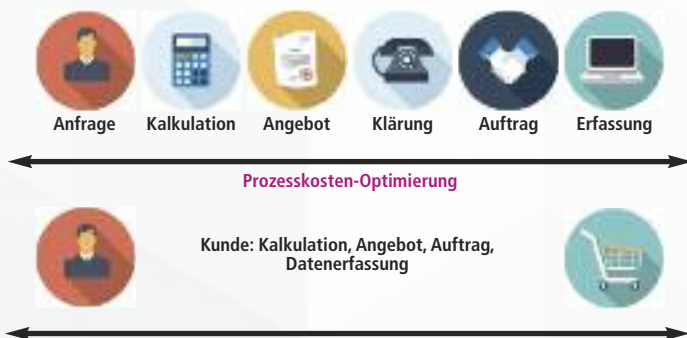 Anfrage Kalkulation Angebot Klärung Auftrag Erfassung
Prozesskosten-Optimierung
Kunde: Kalkulation, Angebot, Auftrag,
Datenerfassung